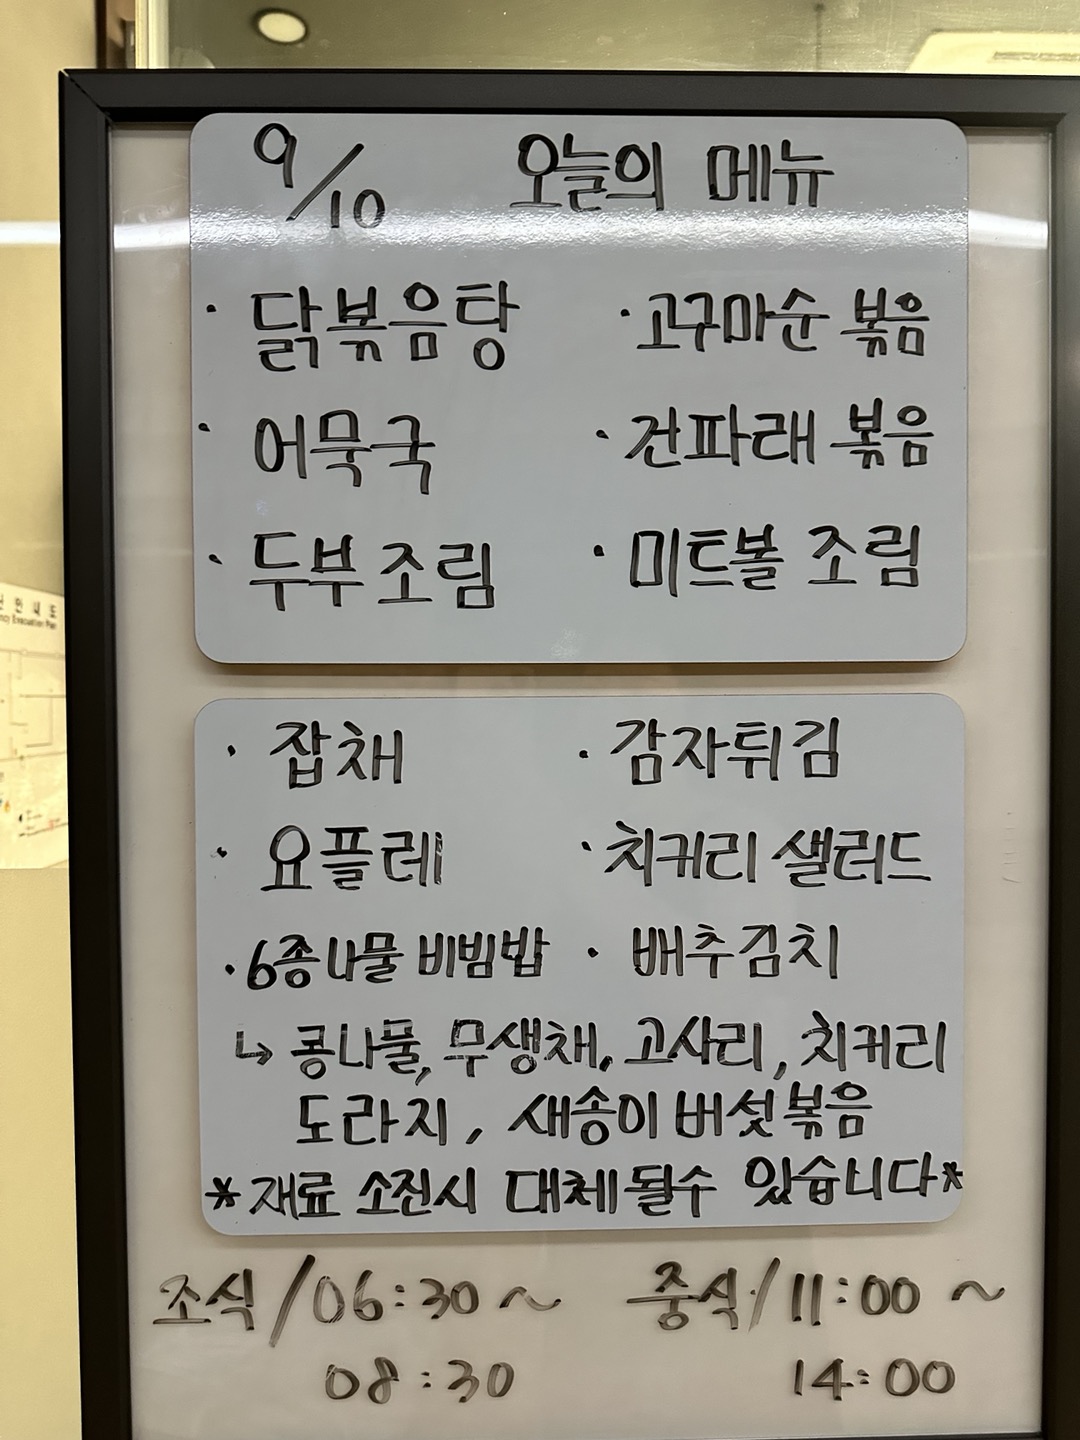 9/10 오늘의 메뉴
· 닭볶음탕 · 고구마순 볶음
· 어묵국 · 건파래 볶음
· 두부조림 · 미트볼 조림
· 잡채 · 감자튀김
· 요플레 · 치커리 샐러드
· 6종나물 비빔밥 · 배추김치
↳ 콩나물, 무생채, 고사리, 치커리
도라지, 새송이버섯볶음
*재료 소진시 대체될수 있습니다*
조식/06:30~ 중식/11:00~
08:30 14:00
Evacuation Plan